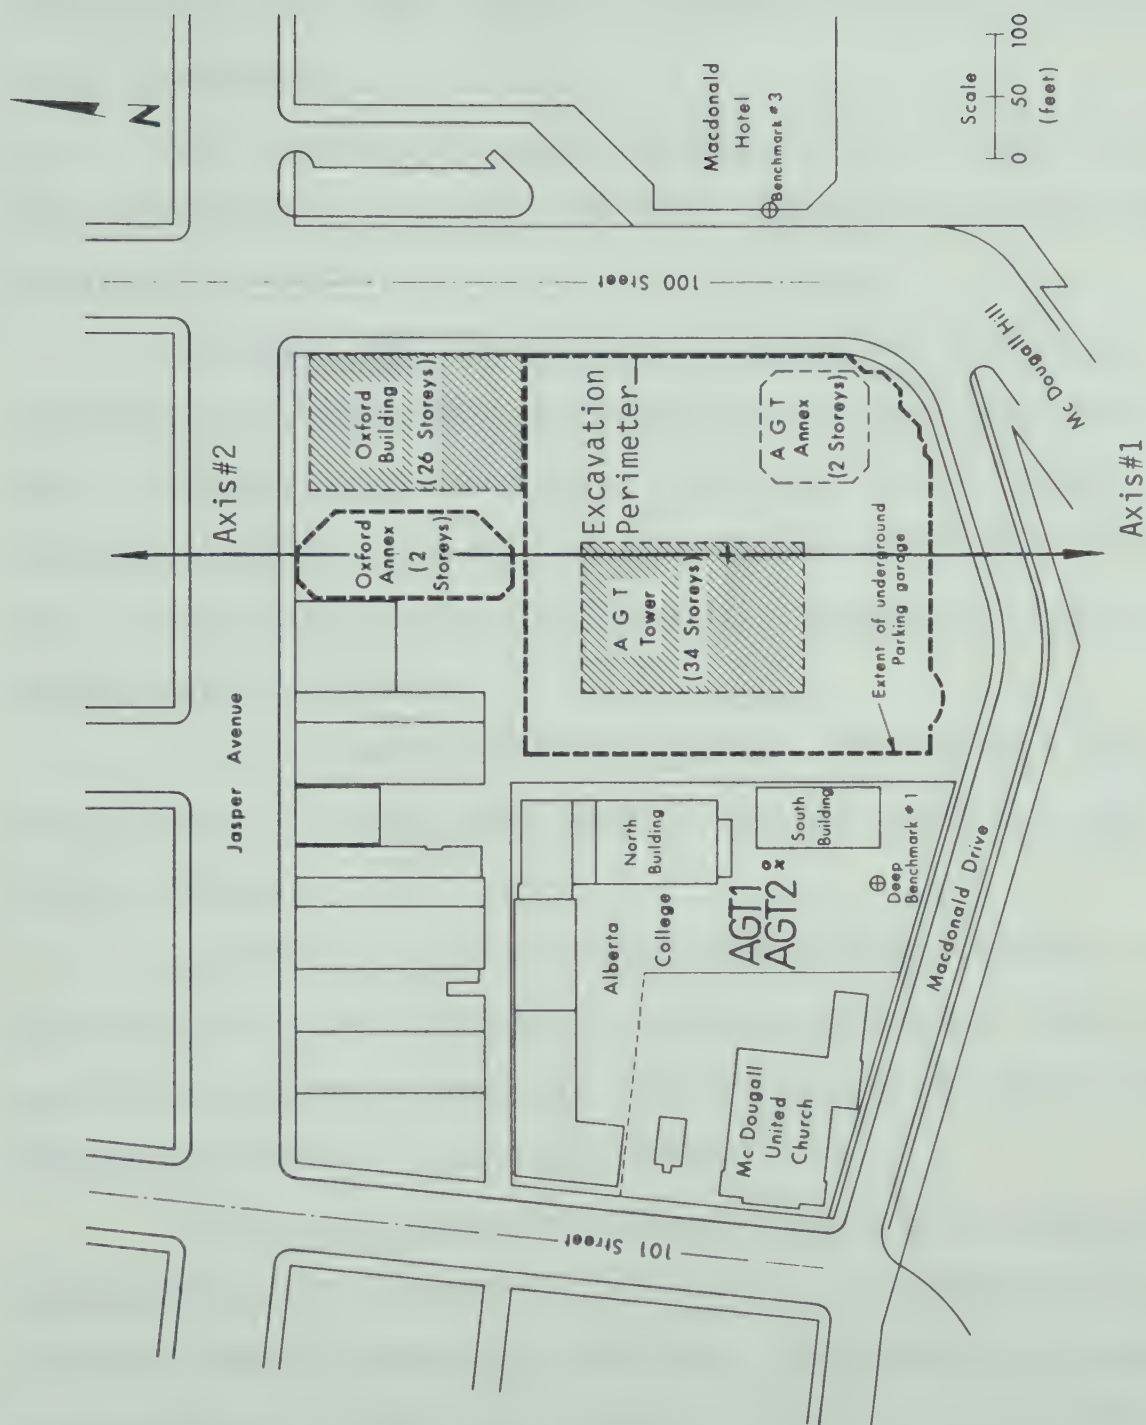 N
Macdonald
Hotel
Benchmark #3
Scale
0 50 100
(feet)
100 Street
Mc Dougall Hill
Axis#2
Oxford
Building
(26 Storeys)
Oxford
Annex
(2
Storeys)
Excavation
Perimeter
A G T
Annex
(2 Storeys)
A G T
Tower
(34 Storeys)
Extent of underground
Parking garage
Axis#1
Jasper Avenue
North
Building
South
Building
Alberta
College
AGT1 o
AGT2 x
Deep
Benchmark #1
Macdonald Drive
Mc Dougall
United
Church
101 Street